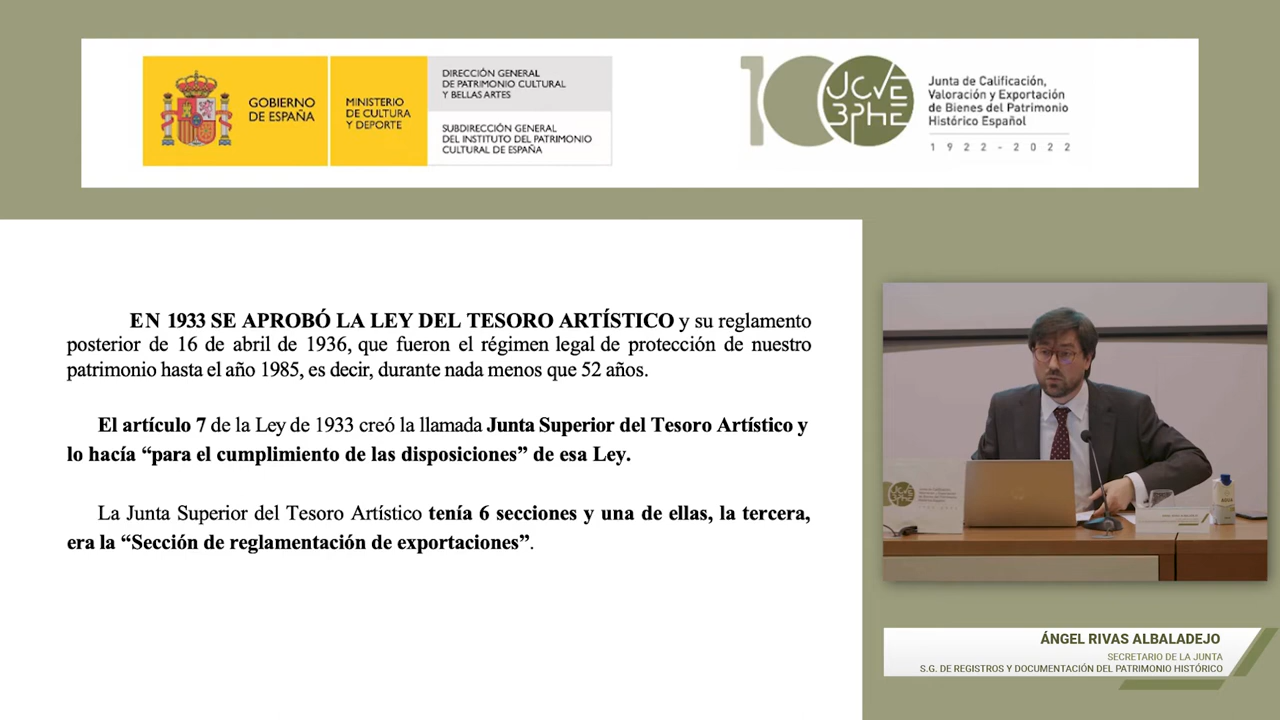 GOBIERNO
DE ESPAÑA
MINISTERIO
DE CULTURA
Y DEPORTE
DIRECCIÓN GENERAL
DE PATRIMONIO CULTURAL
Y BELLAS ARTES
SUBDIRECCIÓN GENERAL
DEL INSTITUTO DEL PATRIMONIO
CULTURAL DE ESPAÑA
100
JCVE
BPHE
Junta de Calificación,
Valoración y Exportación
de Bienes del Patrimonio
Histórico Español
1922-2022
EN 1933 SE APROBÓ LA LEY DEL TESORO ARTÍSTICO y su reglamento
posterior de 16 de abril de 1936, que fueron el régimen legal de protección de nuestro
patrimonio hasta el año 1985, es decir, durante nada menos que 52 años.
El artículo 7 de la Ley de 1933 creó la llamada Junta Superior del Tesoro Artístico y
lo hacía “para el cumplimiento de las disposiciones” de esa Ley.
La Junta Superior del Tesoro Artístico tenía 6 secciones y una de ellas, la tercera,
era la “Sección de reglamentación de exportaciones”.
ÁNGEL RIVAS ALBALADEJO
SECRETARIO DE LA JUNTA
S.G. DE REGISTROS Y DOCUMENTACIÓN DEL PATRIMONIO HISTÓRICO